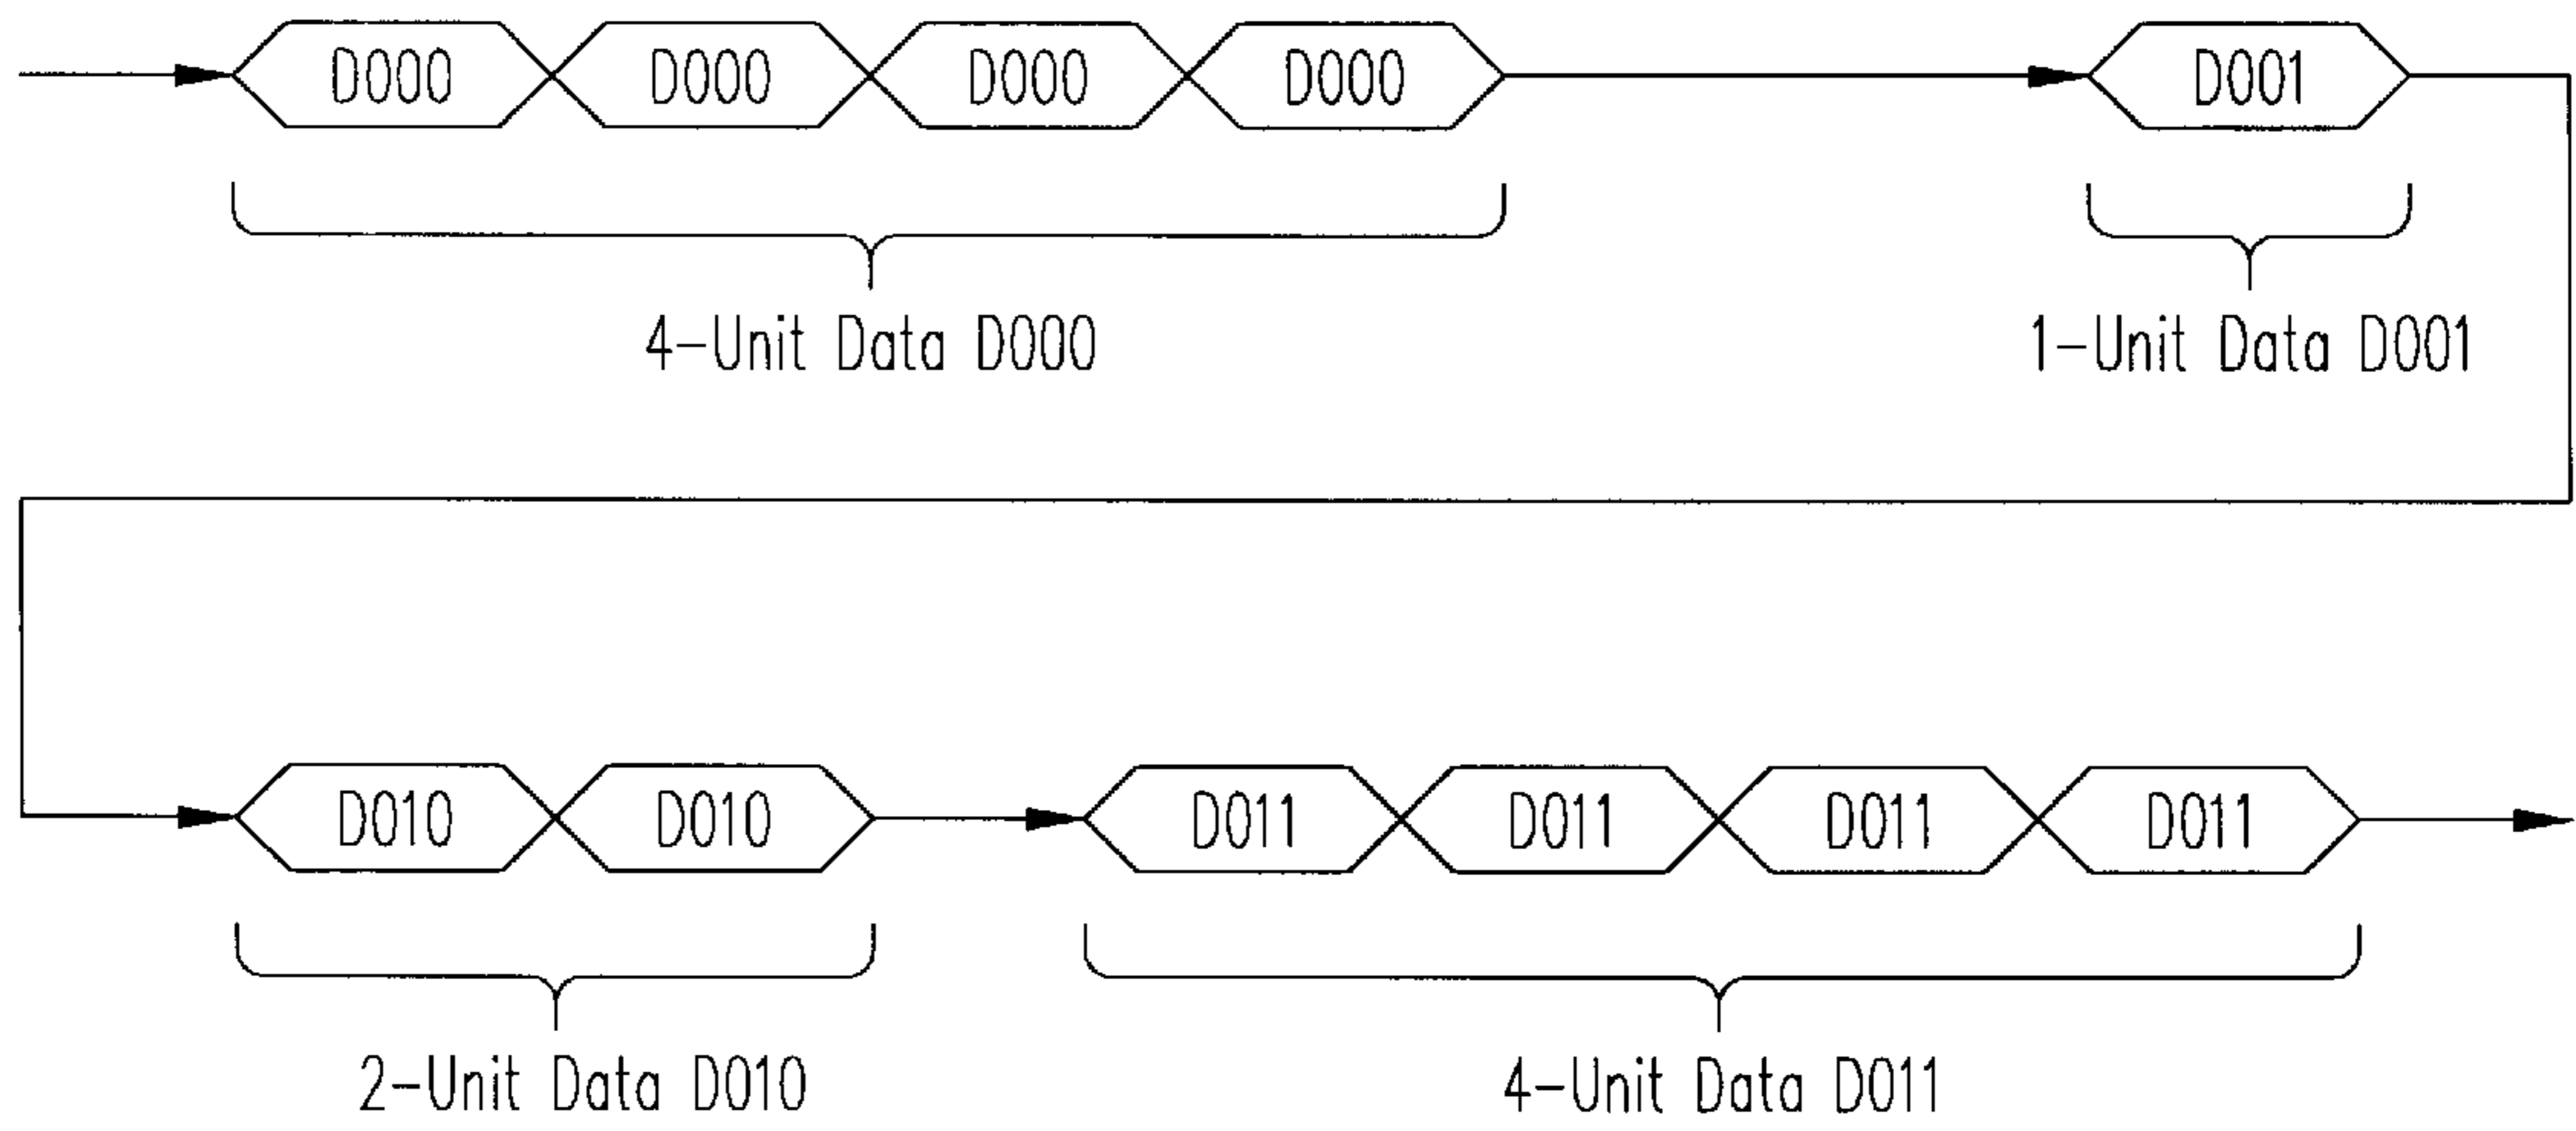 D000 D000 D000 D000 D001
4-Unit Data D000 1-Unit Data D001
D010 D010 D011 D011 D011 D011
2-Unit Data D010 4-Unit Data D011